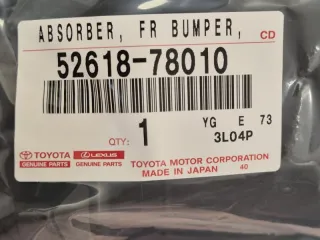 ABSORBER, FR BUMPER, CD
52618-78010
QTY: 1 YG E 73
3L04P
TOYOTA LEXUS TOYOTA MOTOR CORPORATION
GENUINE PARTS GENUINE PARTS MADE IN JAPAN 40